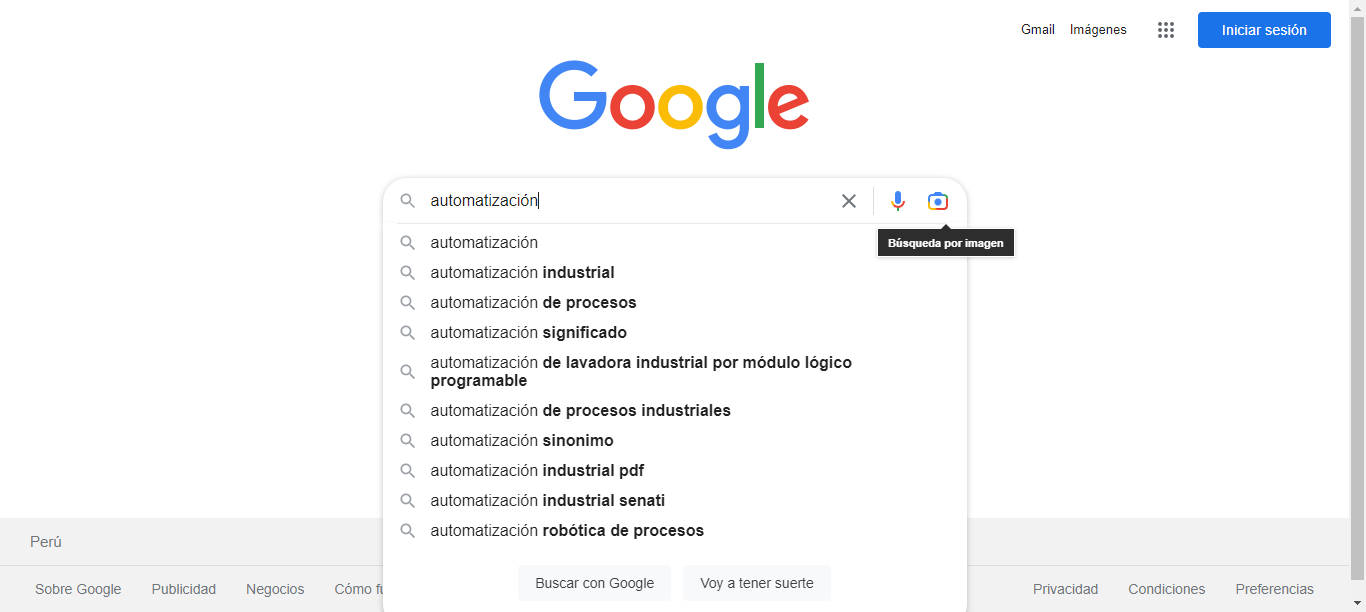 Gmail Imágenes Iniciar sesión
Google
automatización
Búsqueda por imagen
automatización
automatización industrial
automatización de procesos
automatización significado
automatización de lavadora industrial por módulo lógico
programable
automatización de procesos industriales
automatización sinonimo
automatización industrial pdf
automatización industrial senati
automatización robótica de procesos
Perú
Buscar con Google Voy a tener suerte
Sobre Google Publicidad Negocios Cómo Privacidad Condiciones Preferencias